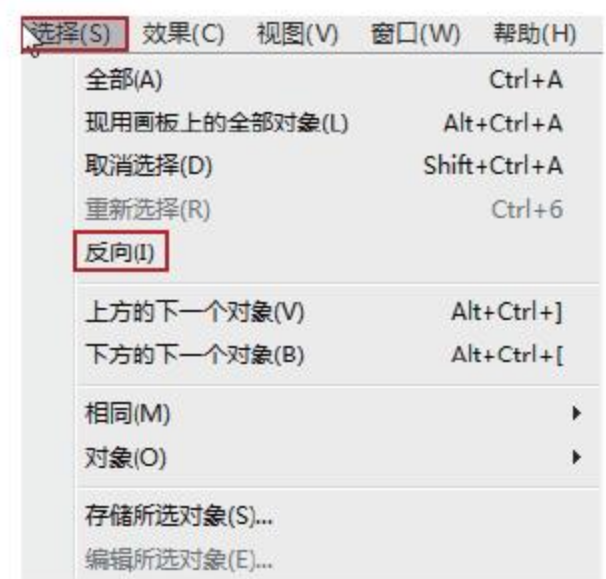 选择(S) 效果(C) 视图(V) 窗口(W) 帮助(H)
全部(A) Ctrl+A
现用画板上的全部对象(L) Alt+Ctrl+A
取消选择(D) Shift+Ctrl+A
重新选择(R) Ctrl+6
反向(I)
上方的下一个对象(V) Alt+Ctrl+]
下方的下一个对象(B) Alt+Ctrl+[
相同(M)
对象(O)
存储所选对象(S)...
编辑所选对象(E)...